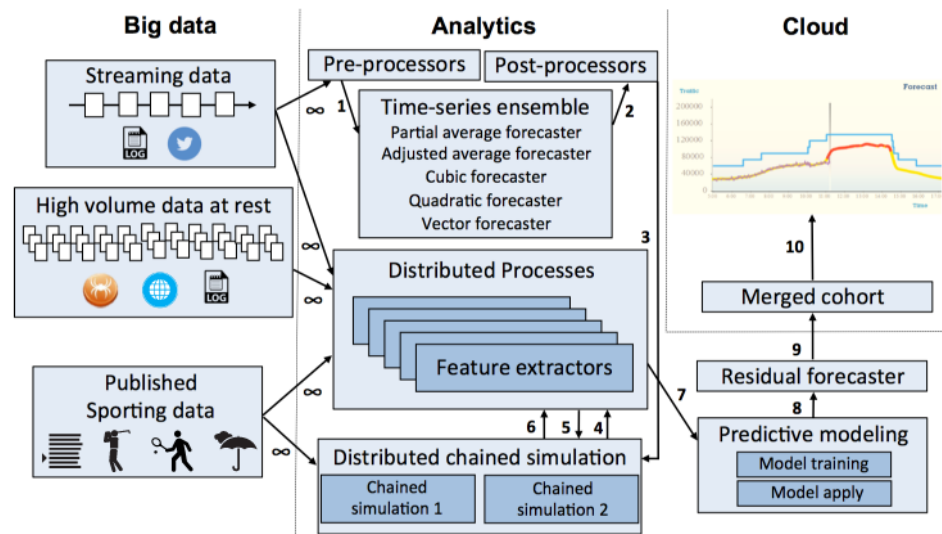 Big data
Analytics
Cloud
Streaming data
LOG
High volume data at rest
LOG
Published
Sporting data
∞
∞
∞
∞
∞
Pre-processors
Post-processors
1
2
Time-series ensemble
Partial average forecaster
Adjusted average forecaster
Cubic forecaster
Quadratic forecaster
Vector forecaster
3
Distributed Processes
Feature extractors
6
5
4
Distributed chained simulation
Chained
simulation 1
Chained
simulation 2
7
Traffic
Forecast
200000
160000
120000
80000
40000
0
Time
10
Merged cohort
9
Residual forecaster
8
Predictive modeling
Model training
Model apply